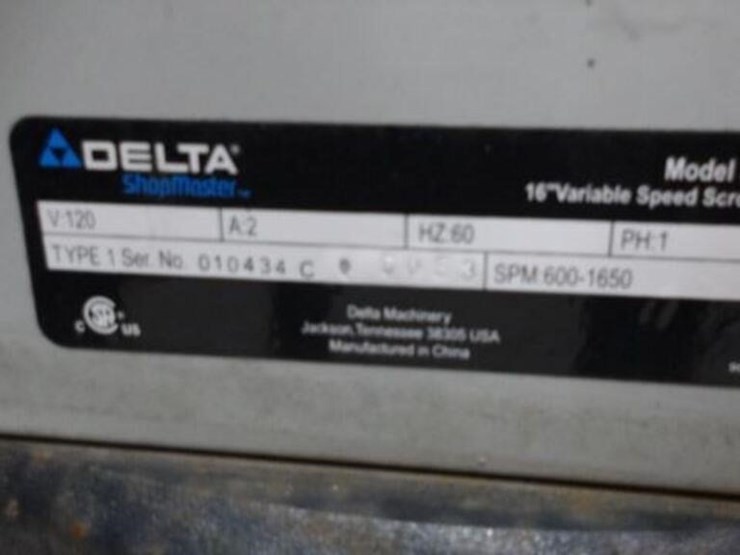 DELTA
ShopMaster
Model
16" Variable Speed Scro
V:120 A:2 HZ:60 PH:1
TYPE 1 Ser. No. 010434 C SPM:600-1650
C US
Delta Machinery
Jackson, Tennessee 38305 USA
Manufactured in China